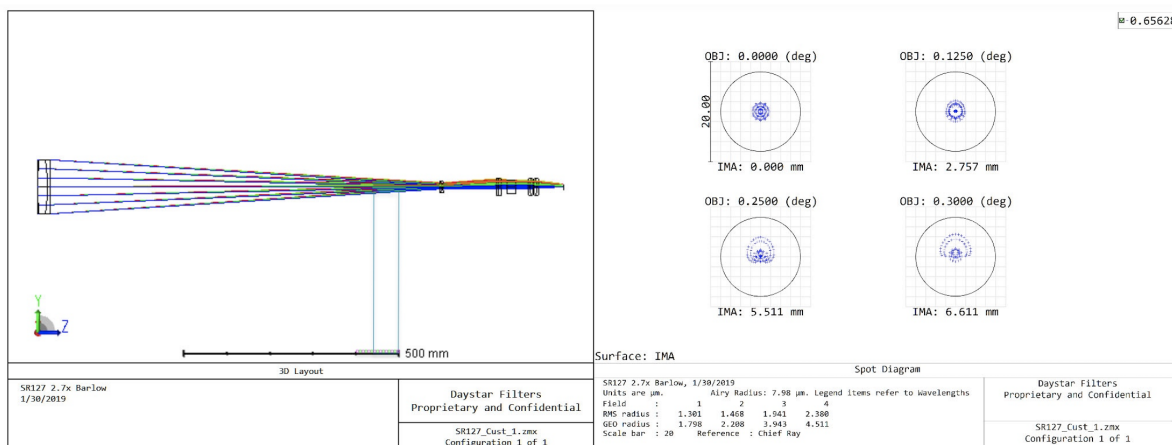 Y
Z
500 mm
3D Layout
SR127 2.7x Barlow
1/30/2019
Daystar Filters
Proprietary and Confidential
SR127_Cust_1.zmx
Configuration 1 of 1
0.65628
OBJ: 0.0000 (deg)
OBJ: 0.1250 (deg)
20.00
IMA: 0.000 mm
IMA: 2.757 mm
OBJ: 0.2500 (deg)
OBJ: 0.3000 (deg)
IMA: 5.511 mm
IMA: 6.611 mm
Surface: IMA
Spot Diagram
SR127 2.7x Barlow, 1/30/2019
Units are µm. Airy Radius: 7.98 µm. Legend items refer to Wavelengths
Field : 1 2 3 4
RMS radius : 1.301 1.468 1.941 2.380
GEO radius : 1.798 2.208 3.943 4.511
Scale bar : 20 Reference : Chief Ray
Daystar Filters
Proprietary and Confidential
SR127_Cust_1.zmx
Configuration 1 of 1